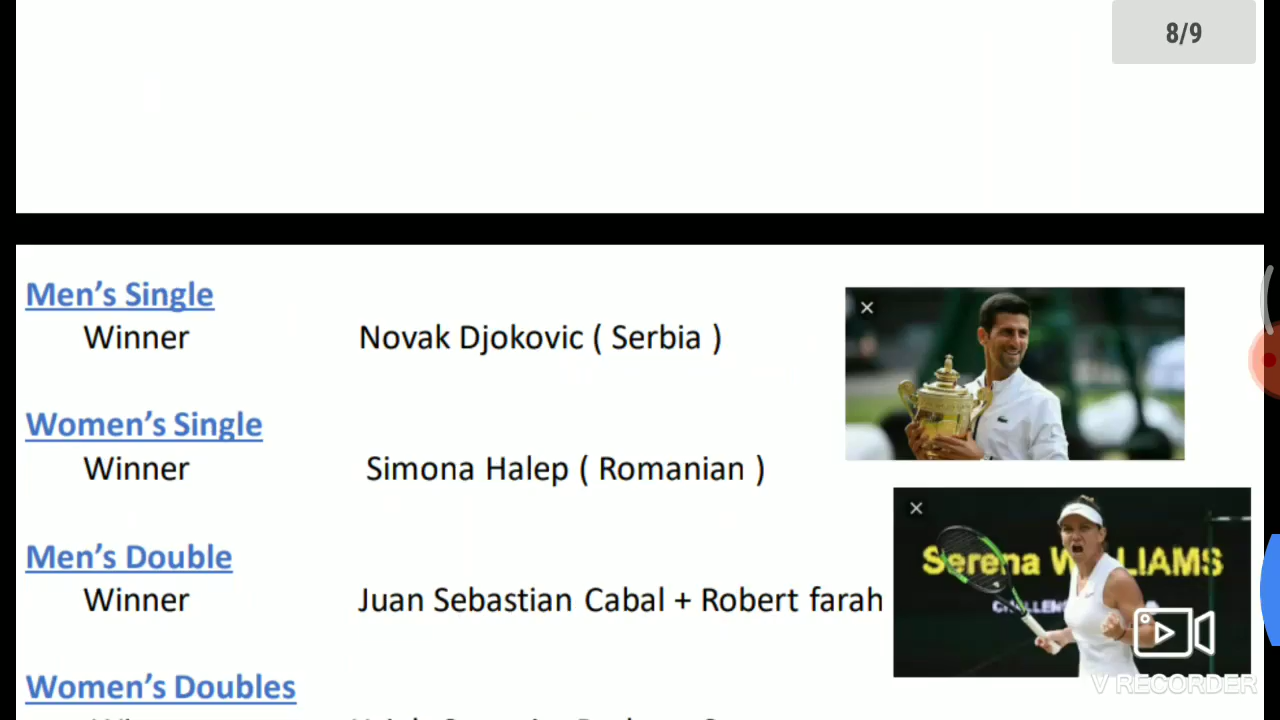 8/9
Men's Single
Winner Novak Djokovic ( Serbia )
Women's Single
Winner Simona Halep ( Romanian )
Men's Double
Winner Juan Sebastian Cabal + Robert farah
Women's Doubles
Serena WILLIAMS
V RECORDER